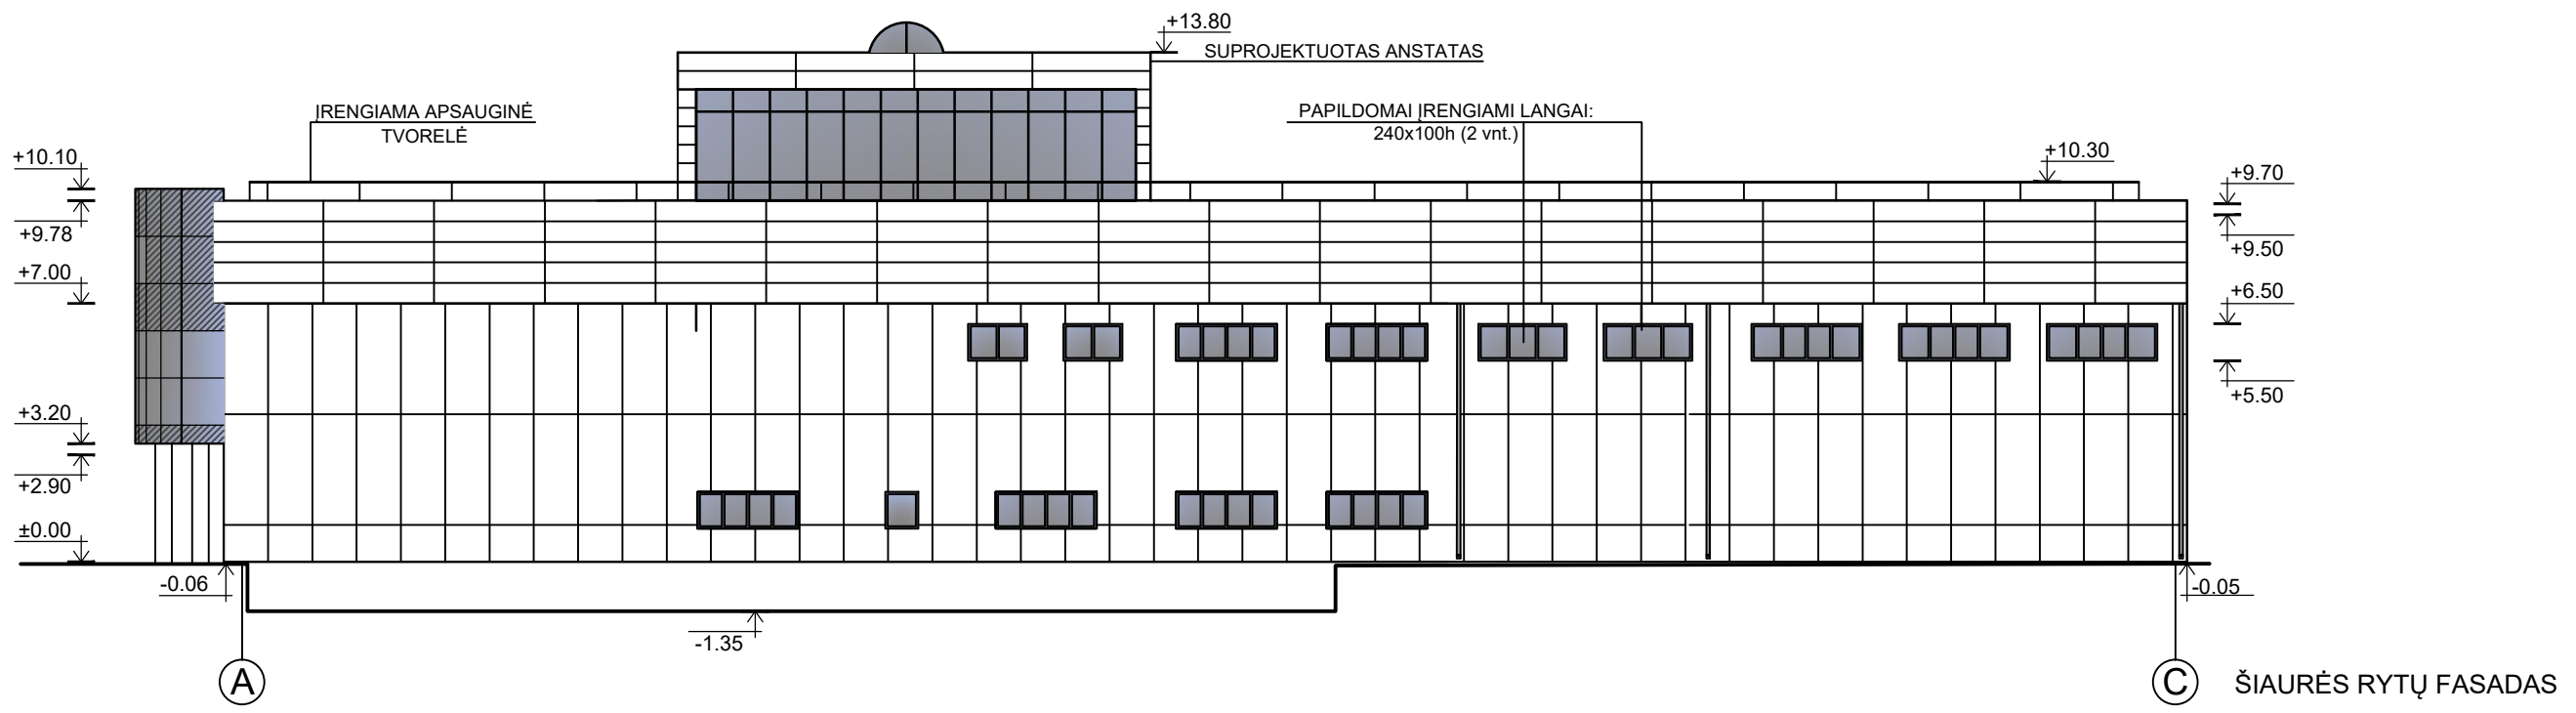 +13.80
SUPROJEKTUOTAS ANSTATAS
ĮRENGIAMA APSAUGINĖ
TVORELĖ
PAPILDOMAI ĮRENGIAMI LANGAI:
240x100h (2 vnt.)
+10.10
+10.30
+9.70
+9.78
+9.50
+7.00
+6.50
+5.50
+3.20
+2.90
±0.00
-0.06
-0.05
-1.35
A
C
ŠIAURĖS RYTŲ FASADAS